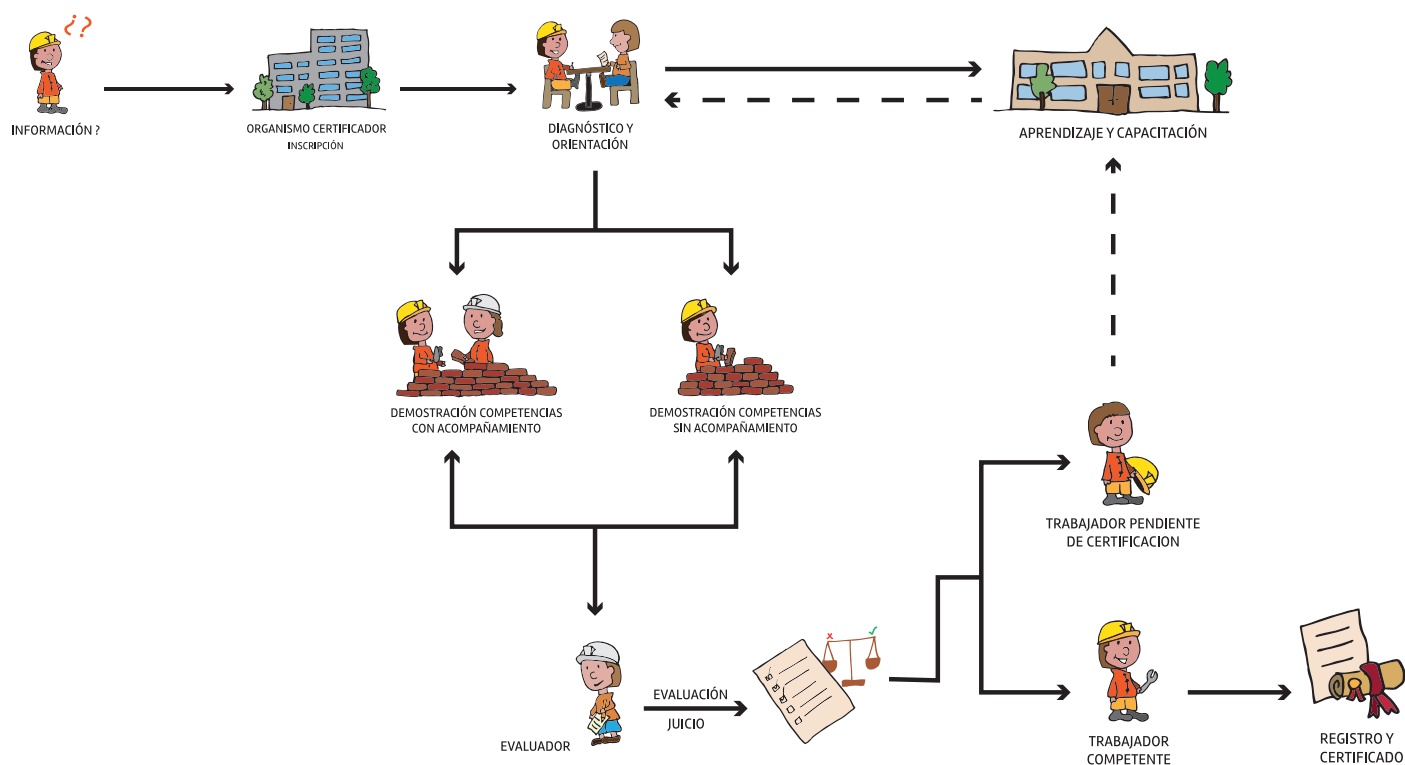 ¿?
INFORMACIÓN ?
ORGANISMO CERTIFICADOR
INSCRIPCIÓN
DIAGNÓSTICO Y
ORIENTACIÓN
APRENDIZAJE Y CAPACITACIÓN
DEMOSTRACIÓN COMPETENCIAS
CON ACOMPAÑAMIENTO
DEMOSTRACIÓN COMPETENCIAS
SIN ACOMPAÑAMIENTO
TRABAJADOR PENDIENTE
DE CERTIFICACION
EVALUADOR
EVALUACIÓN
JUICIO
TRABAJADOR
COMPETENTE
REGISTRO Y
CERTIFICADO